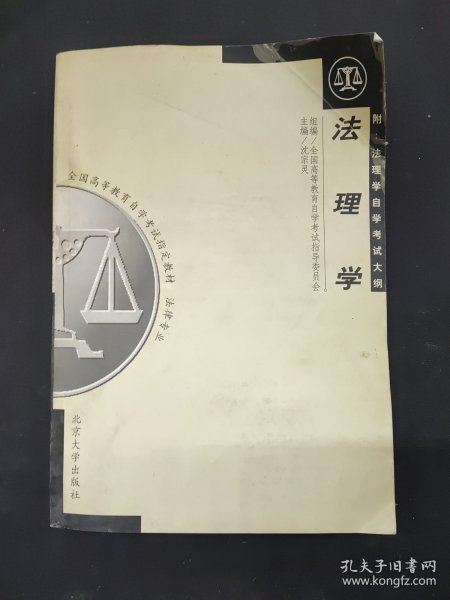 附：法理学自学考试大纲
法理学
组编/全国高等教育自学考试指导委员会
主编/沈宗灵
全国高等教育自学考试指定教材 法律专业
北京大学出版社
孔夫子旧书网
www.kongfz.com